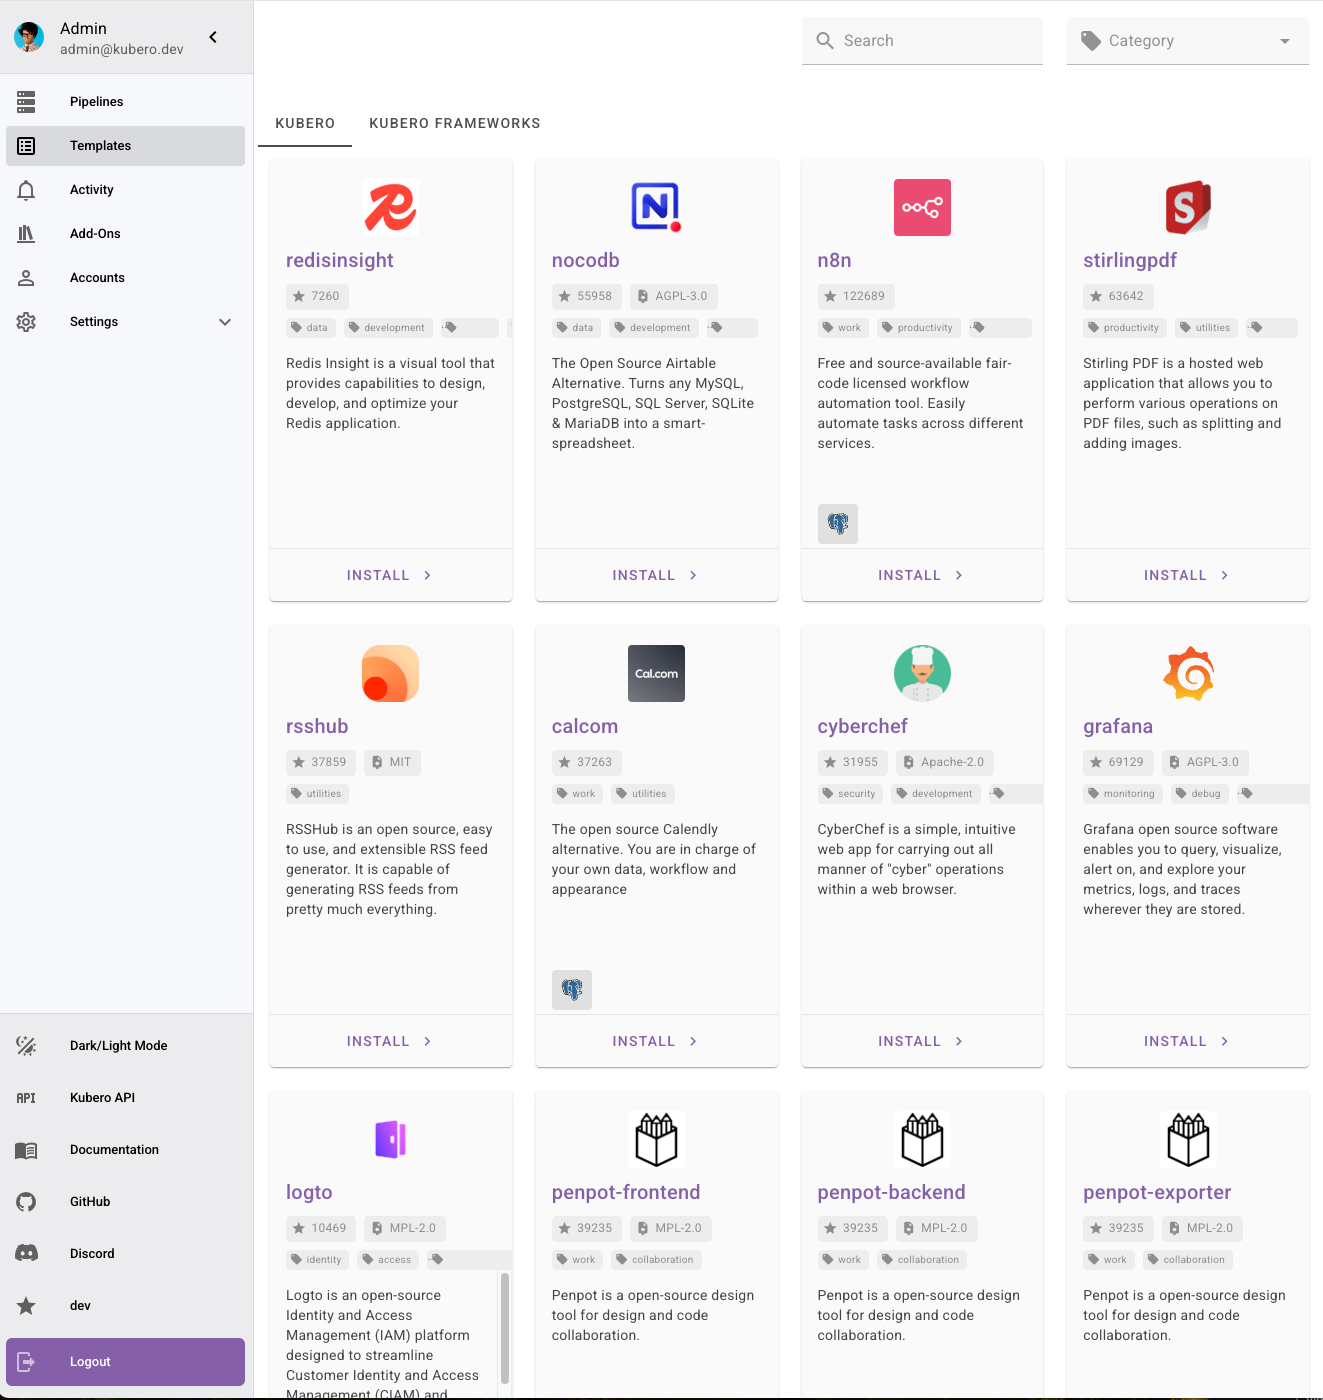 Admin
admin@kubero.dev
Pipelines
Templates
Activity
Add-Ons
Accounts
Settings
Dark/Light Mode
API
Kubero API
Documentation
GitHub
Discord
dev
Logout
Search
Category
KUBERO
KUBERO FRAMEWORKS
redisinsight
7260
data
development
Redis Insight is a visual tool that
provides capabilities to design,
develop, and optimize your
Redis application.
INSTALL
N
nocodb
55958
AGPL-3.0
data
development
The Open Source Airtable
Alternative. Turns any MySQL,
PostgreSQL, SQL Server, SQLite
& MariaDB into a smart-
spreadsheet.
INSTALL
n8n
122689
work
productivity
Free and source-available fair-
code licensed workflow
automation tool. Easily
automate tasks across different
services.
INSTALL
S
stirlingpdf
63642
productivity
utilities
Stirling PDF is a hosted web
application that allows you to
perform various operations on
PDF files, such as splitting and
adding images.
INSTALL
rsshub
37859
MIT
utilities
RSSHub is an open source, easy
to use, and extensible RSS feed
generator. It is capable of
generating RSS feeds from
pretty much everything.
INSTALL
Cal.com
calcom
37263
work
utilities
The open source Calendly
alternative. You are in charge of
your own data, workflow and
appearance
INSTALL
cyberchef
31955
Apache-2.0
security
development
CyberChef is a simple, intuitive
web app for carrying out all
manner of "cyber" operations
within a web browser.
INSTALL
grafana
69129
AGPL-3.0
monitoring
debug
Grafana open source software
enables you to query, visualize,
alert on, and explore your
metrics, logs, and traces
wherever they are stored.
INSTALL
logto
10469
MPL-2.0
identity
access
Logto is an open-source
Identity and Access
Management (IAM) platform
designed to streamline
Customer Identity and Access
Management (CIAM) and
penpot-frontend
39235
MPL-2.0
work
collaboration
Penpot is a open-source design
tool for design and code
collaboration.
penpot-backend
39235
MPL-2.0
work
collaboration
Penpot is a open-source design
tool for design and code
collaboration.
penpot-exporter
39235
MPL-2.0
work
collaboration
Penpot is a open-source design
tool for design and code
collaboration.